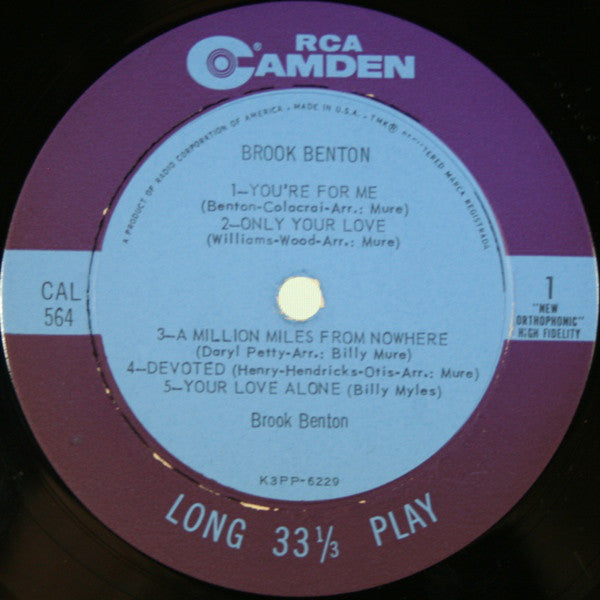 RCA
CAMDEN
A PRODUCT OF RADIO CORPORATION OF AMERICA - MADE IN U.S.A. - TMK® REGISTERED MARCA REGISTRADA
BROOK BENTON
1—YOU'RE FOR ME
(Benton-Colacrai-Arr.: Mure)
2—ONLY YOUR LOVE
(Williams-Wood-Arr.: Mure)
CAL
564
1
"NEW
ORTHOPHONIC"
HIGH FIDELITY
3—A MILLION MILES FROM NOWHERE
(Daryl Petty-Arr.: Billy Mure)
4—DEVOTED (Henry-Hendricks-Otis-Arr.: Mure)
5—YOUR LOVE ALONE (Billy Myles)
Brook Benton
K3PP-6229
LONG 33⅓ PLAY